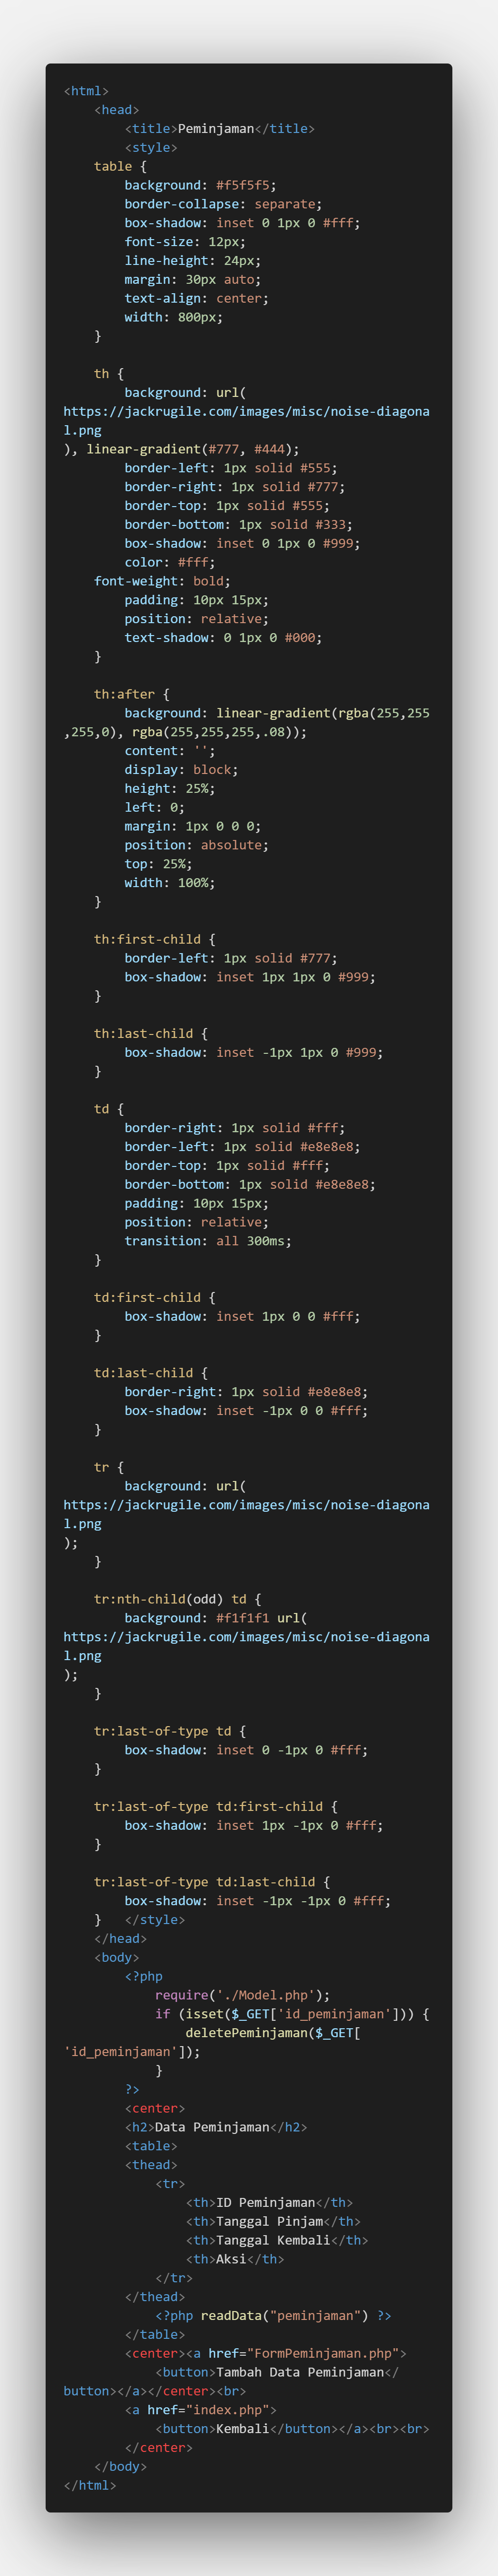 <html>
    <head>
        <title>Peminjaman</title>
        <style>
    table {
        background: #f5f5f5;
        border-collapse: separate;
        box-shadow: inset 0 1px 0 #fff;
        font-size: 12px;
        line-height: 24px;
        margin: 30px auto;
        text-align: center;
        width: 800px;
    }

    th {
        background: url(
https://jackrugile.com/images/misc/noise-diagona
l.png
), linear-gradient(#777, #444);
        border-left: 1px solid #555;
        border-right: 1px solid #777;
        border-top: 1px solid #555;
        border-bottom: 1px solid #333;
        box-shadow: inset 0 1px 0 #999;
        color: #fff;
    font-weight: bold;
        padding: 10px 15px;
        position: relative;
        text-shadow: 0 1px 0 #000;
    }

    th:after {
        background: linear-gradient(rgba(255,255
,255,0), rgba(255,255,255,.08));
        content: '';
        display: block;
        height: 25%;
        left: 0;
        margin: 1px 0 0 0;
        position: absolute;
        top: 25%;
        width: 100%;
    }

    th:first-child {
        border-left: 1px solid #777;
        box-shadow: inset 1px 1px 0 #999;
    }

    th:last-child {
        box-shadow: inset -1px 1px 0 #999;
    }

    td {
        border-right: 1px solid #fff;
        border-left: 1px solid #e8e8e8;
        border-top: 1px solid #fff;
        border-bottom: 1px solid #e8e8e8;
        padding: 10px 15px;
        position: relative;
        transition: all 300ms;
    }

    td:first-child {
        box-shadow: inset 1px 0 0 #fff;
    }

    td:last-child {
        border-right: 1px solid #e8e8e8;
        box-shadow: inset -1px 0 0 #fff;
    }

    tr {
        background: url(
https://jackrugile.com/images/misc/noise-diagona
l.png
);
    }

    tr:nth-child(odd) td {
        background: #f1f1f1 url(
https://jackrugile.com/images/misc/noise-diagona
l.png
);
    }

    tr:last-of-type td {
        box-shadow: inset 0 -1px 0 #fff;
    }

    tr:last-of-type td:first-child {
        box-shadow: inset 1px -1px 0 #fff;
    }

    tr:last-of-type td:last-child {
        box-shadow: inset -1px -1px 0 #fff;
    }   </style>
    </head>
    <body>
        <?php
            require('./Model.php');
            if (isset($_GET['id_peminjaman'])) {
                deletePeminjaman($_GET[
'id_peminjaman']);
            }
        ?>
        <center>
        <h2>Data Peminjaman</h2>
        <table>
        <thead>
            <tr>
                <th>ID Peminjaman</th>
                <th>Tanggal Pinjam</th>
                <th>Tanggal Kembali</th>
                <th>Aksi</th>
            </tr>
        </thead>
            <?php readData("peminjaman") ?>
        </table>
        <center><a href="FormPeminjaman.php">
            <button>Tambah Data Peminjaman</
button></a></center><br>
        <a href="index.php">
            <button>Kembali</button></a><br><br>
        </center>
    </body>
</html>